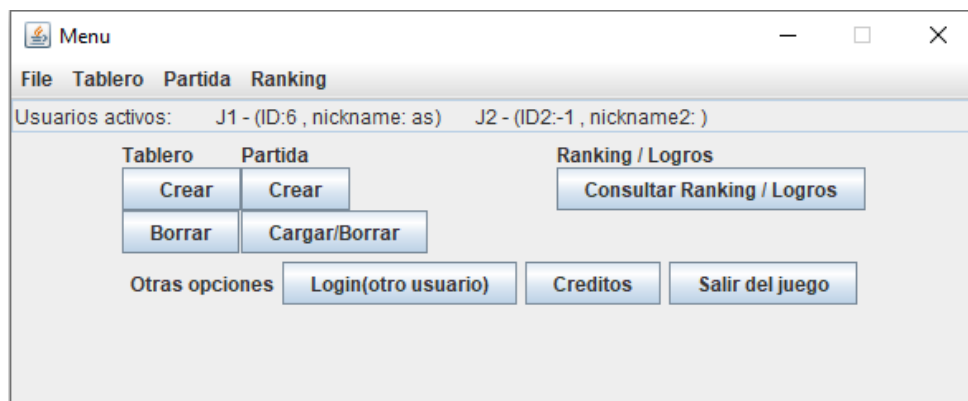 Menu
File Tablero Partida Ranking
Usuarios activos: J1 - (ID:6 , nickname: as) J2 - (ID2:-1 , nickname2: )
Tablero Partida Ranking / Logros
Crear Crear Consultar Ranking / Logros
Borrar Cargar/Borrar
Otras opciones Login(otro usuario) Creditos Salir del juego